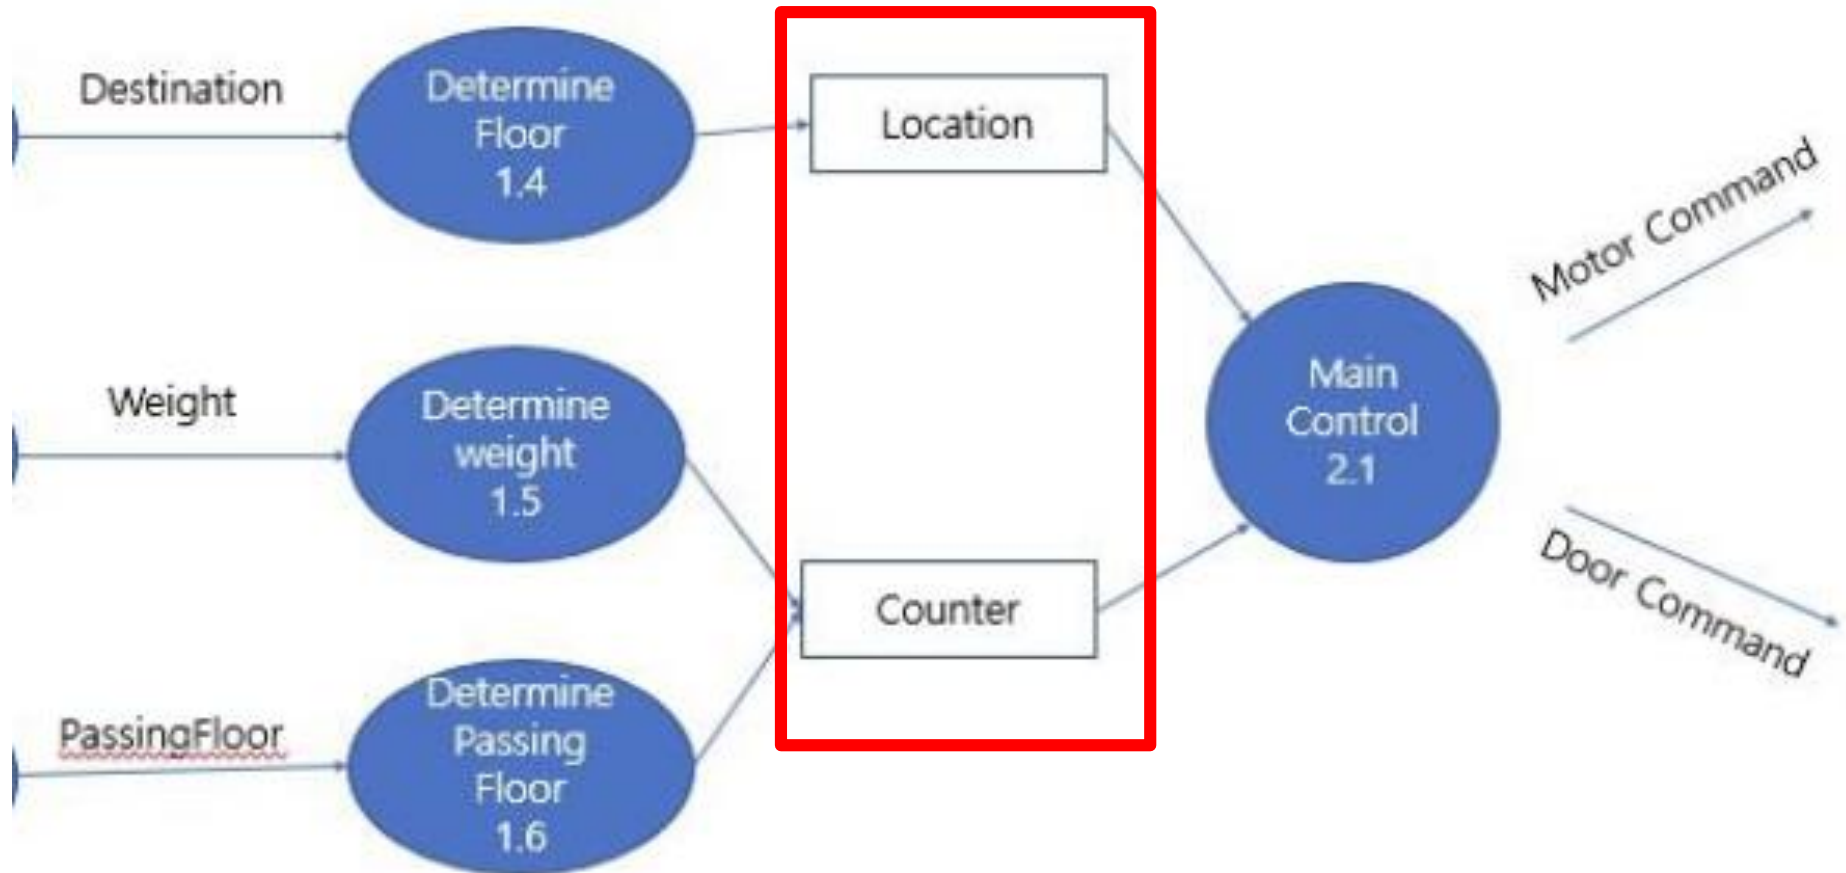 Destination
Determine
Floor
1.4
Location
Motor Command
Weight
Determine
weight
1.5
Main
Control
2.1
Counter
Door Command
PassingFloor
Determine
Passing
Floor
1.6